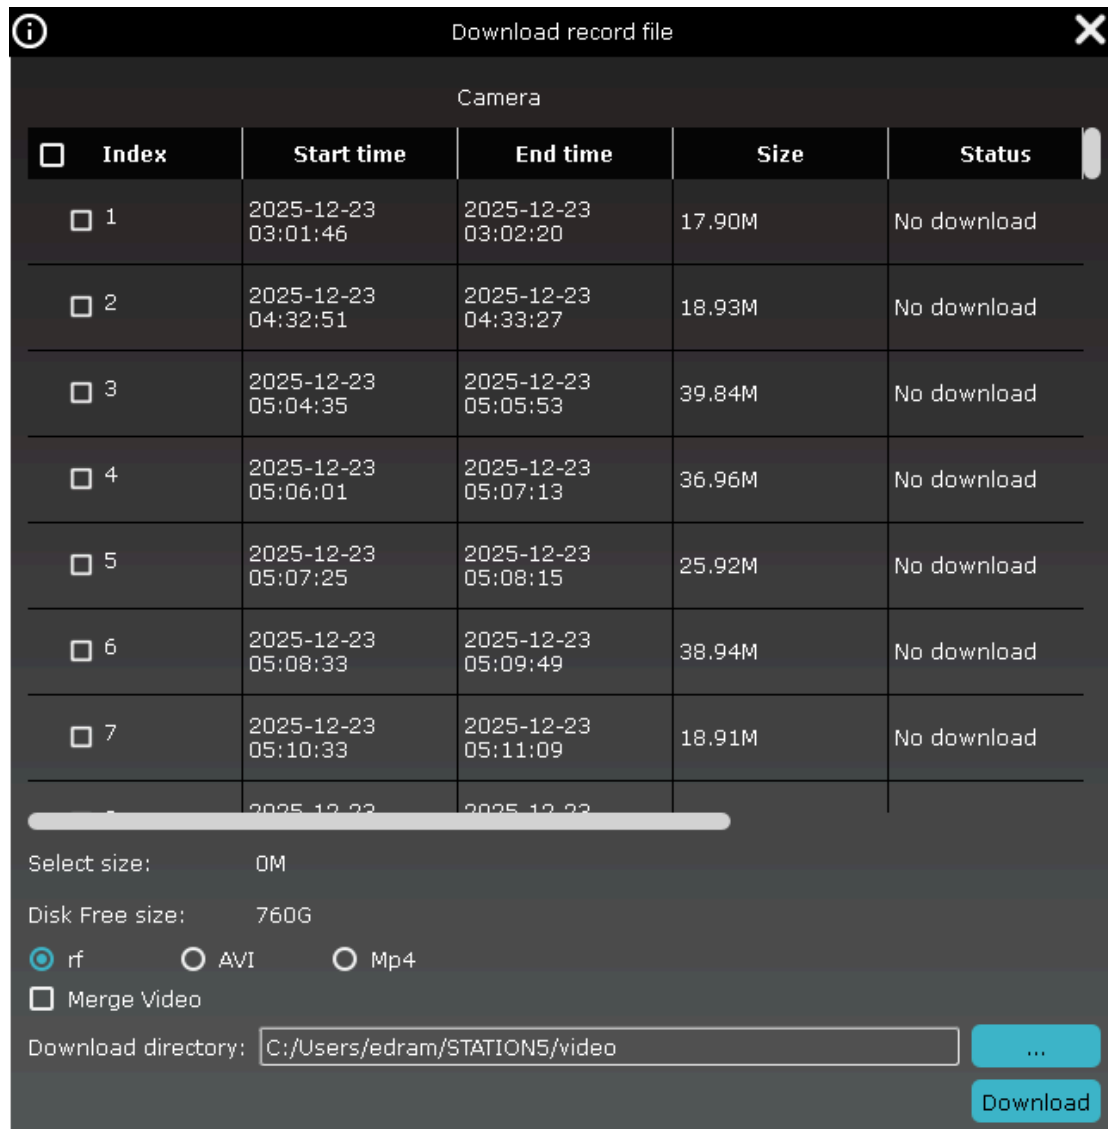 Download record file
Camera
Index Start time End time Size Status
1 2025-12-23 03:01:46 2025-12-23 03:02:20 17.90M No download
2 2025-12-23 04:32:51 2025-12-23 04:33:27 18.93M No download
3 2025-12-23 05:04:35 2025-12-23 05:05:53 39.84M No download
4 2025-12-23 05:06:01 2025-12-23 05:07:13 36.96M No download
5 2025-12-23 05:07:25 2025-12-23 05:08:15 25.92M No download
6 2025-12-23 05:08:33 2025-12-23 05:09:49 38.94M No download
7 2025-12-23 05:10:33 2025-12-23 05:11:09 18.91M No download
2025-12-23 2025-12-23
Select size: 0M
Disk Free size: 760G
rf AVI Mp4
Merge Video
Download directory: C:/Users/edram/STATION5/video ...
Download